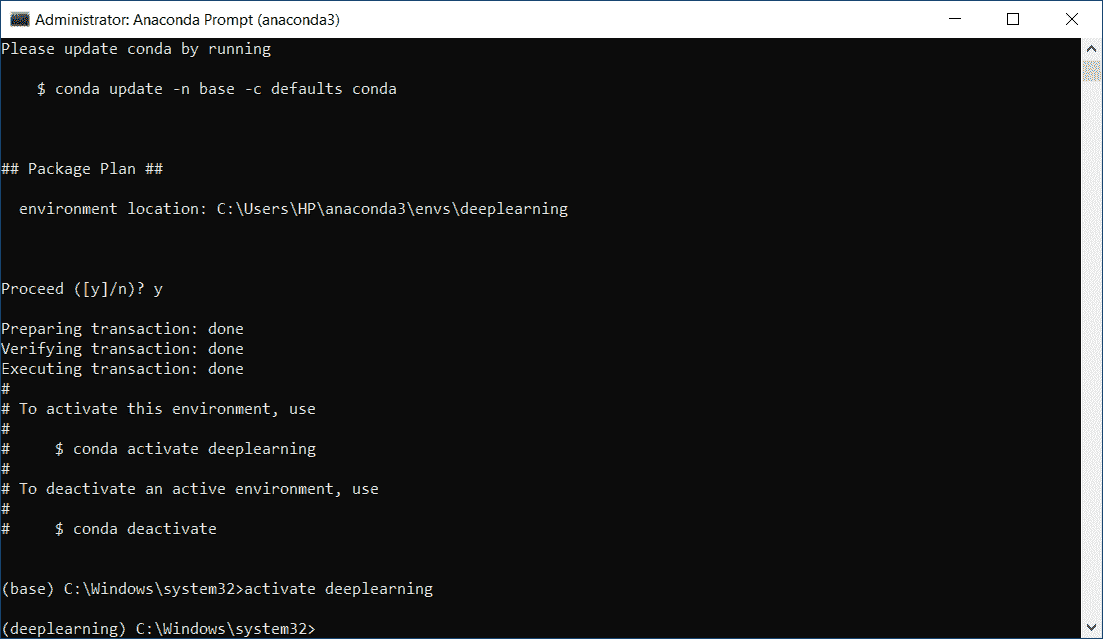 Administrator: Anaconda Prompt (anaconda3)
Please update conda by running
$ conda update -n base -c defaults conda
## Package Plan ##
environment location: C:\Users\HP\anaconda3\envs\deeplearning
Proceed ([y]/n)? y
Preparing transaction: done
Verifying transaction: done
Executing transaction: done
#
# To activate this environment, use
#
#     $ conda activate deeplearning
#
# To deactivate an active environment, use
#
#     $ conda deactivate
(base) C:\Windows\system32>activate deeplearning
(deeplearning) C:\Windows\system32>